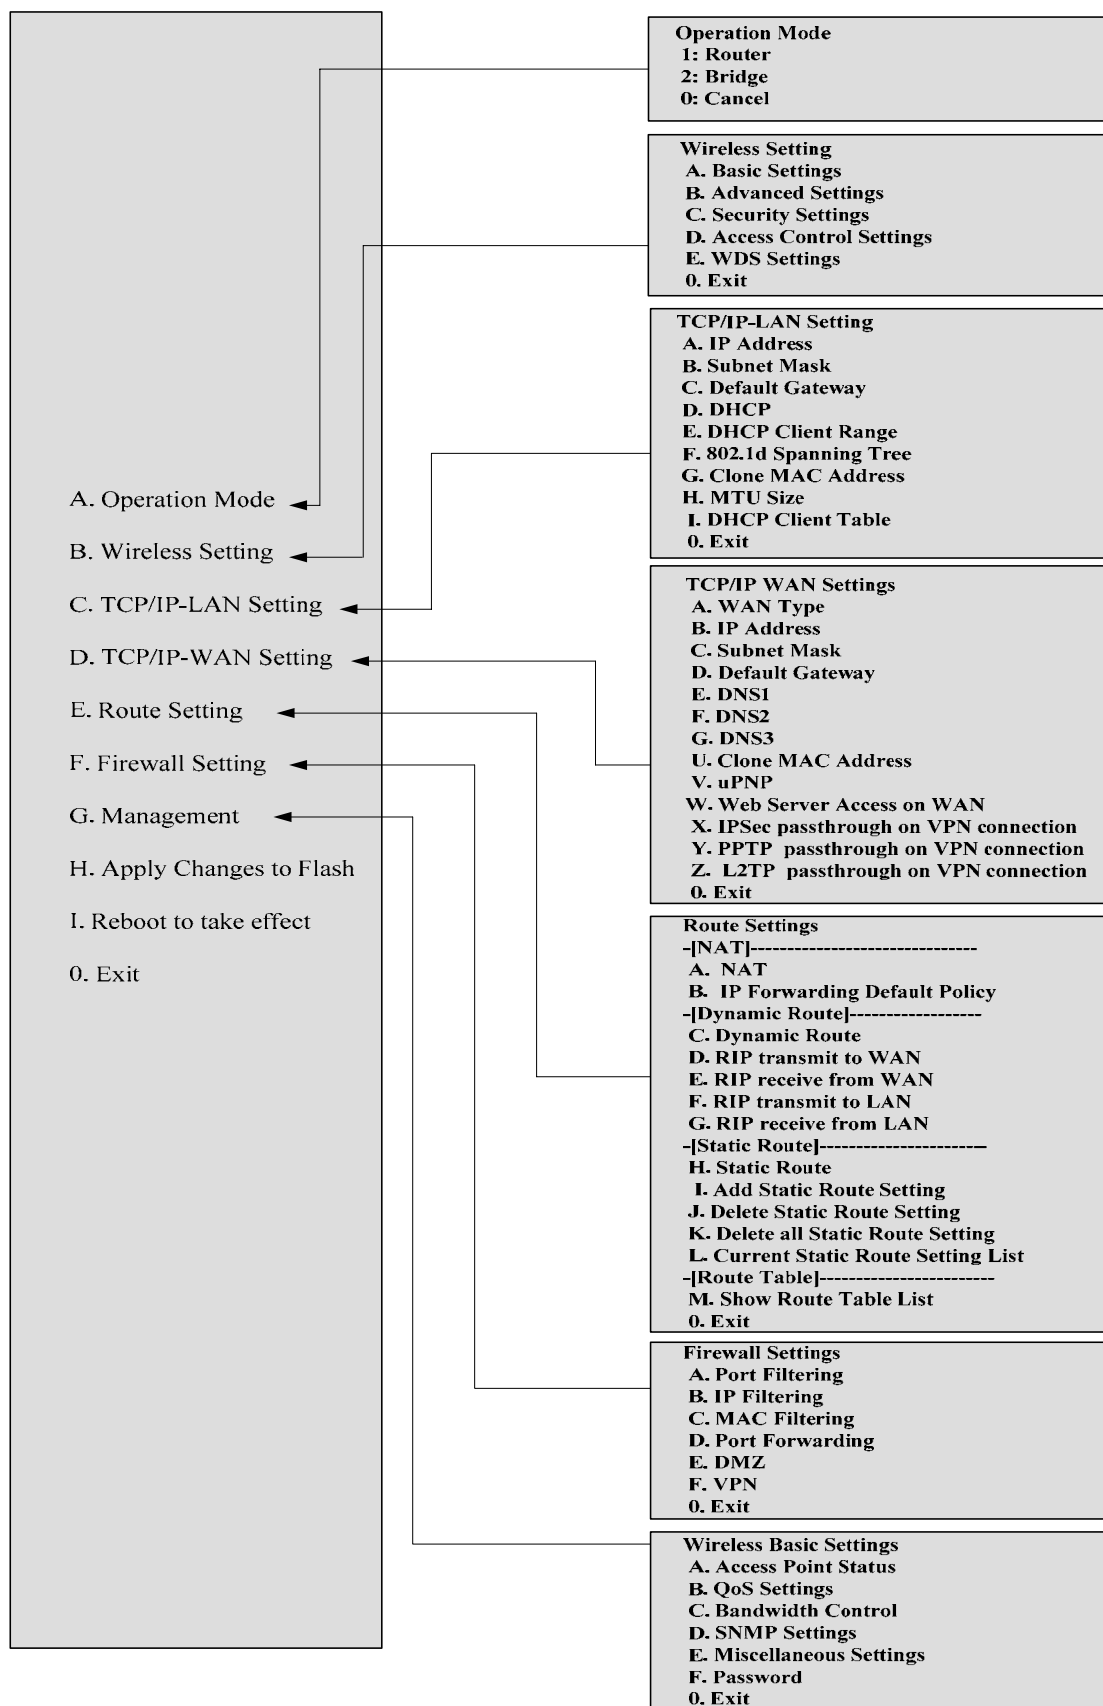 A. Operation Mode
B. Wireless Setting
C. TCP/IP-LAN Setting
D. TCP/IP-WAN Setting
E. Route Setting
F. Firewall Setting
G. Management
H. Apply Changes to Flash
I. Reboot to take effect
0. Exit
Operation Mode
1: Router
2: Bridge
0: Cancel
Wireless Setting
A. Basic Settings
B. Advanced Settings
C. Security Settings
D. Access Control Settings
E. WDS Settings
0. Exit
TCP/IP-LAN Setting
A. IP Address
B. Subnet Mask
C. Default Gateway
D. DHCP
E. DHCP Client Range
F. 802.1d Spanning Tree
G. Clone MAC Address
H. MTU Size
I. DHCP Client Table
0. Exit
TCP/IP WAN Settings
A. WAN Type
B. IP Address
C. Subnet Mask
D. Default Gateway
E. DNS1
F. DNS2
G. DNS3
U. Clone MAC Address
V. uPNP
W. Web Server Access on WAN
X. IPSec passthrough on VPN connection
Y. PPTP passthrough on VPN connection
Z. L2TP passthrough on VPN connection
0. Exit
Route Settings
-[NAT]-------------------------------
A. NAT
B. IP Forwarding Default Policy
-[Dynamic Route]------------------
C. Dynamic Route
D. RIP transmit to WAN
E. RIP receive from WAN
F. RIP transmit to LAN
G. RIP receive from LAN
-[Static Route]-----------------------
H. Static Route
I. Add Static Route Setting
J. Delete Static Route Setting
K. Delete all Static Route Setting
L. Current Static Route Setting List
-[Route Table]------------------------
M. Show Route Table List
0. Exit
Firewall Settings
A. Port Filtering
B. IP Filtering
C. MAC Filtering
D. Port Forwarding
E. DMZ
F. VPN
0. Exit
Wireless Basic Settings
A. Access Point Status
B. QoS Settings
C. Bandwidth Control
D. SNMP Settings
E. Miscellaneous Settings
F. Password
0. Exit